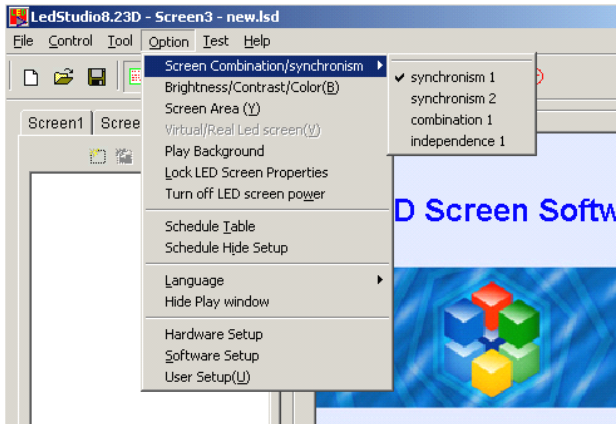 LedStudio8.23D - Screen3 - new.lsd
File Control Tool Option Test Help
Screen Combination/synchronism
synchronism 1
synchronism 2
combination 1
independence 1
Brightness/Contrast/Color(B)
Screen Area (Y)
Virtual/Real Led screen(V)
Play Background
Lock LED Screen Properties
Turn off LED screen power
Schedule Table
Schedule Hide Setup
Language
Hide Play window
Hardware Setup
Software Setup
User Setup(U)
Screen1
D Screen